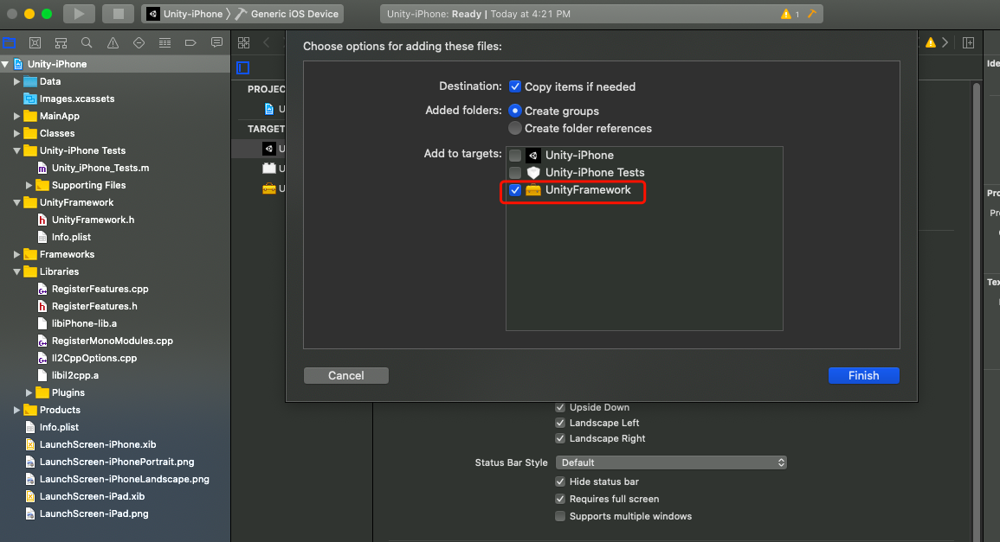 Unity-iPhone Generic iOS Device
Unity-iPhone: Ready | Today at 4:21 PM
1
Unity-iPhone
Data
Images.xcassets
MainApp
Classes
Unity-iPhone Tests
Unity_iPhone_Tests.m
Supporting Files
UnityFramework
UnityFramework.h
Info.plist
Frameworks
Libraries
RegisterFeatures.cpp
RegisterFeatures.h
libiPhone-lib.a
RegisterMonoModules.cpp
Il2CppOptions.cpp
libil2cpp.a
Plugins
Products
Info.plist
LaunchScreen-iPhone.xib
LaunchScreen-iPhonePortrait.png
LaunchScreen-iPhoneLandscape.png
LaunchScreen-iPad.xib
LaunchScreen-iPad.png
PROJEC
U
TARGET
U
U
U
Choose options for adding these files:
Destination: Copy items if needed
Added folders: Create groups
Create folder references
Add to targets: Unity-iPhone
Unity-iPhone Tests
UnityFramework
Cancel Finish
Upside Down
Landscape Left
Landscape Right
Status Bar Style Default
Hide status bar
Requires full screen
Supports multiple windows
Ide
Pro
Pro
Tex